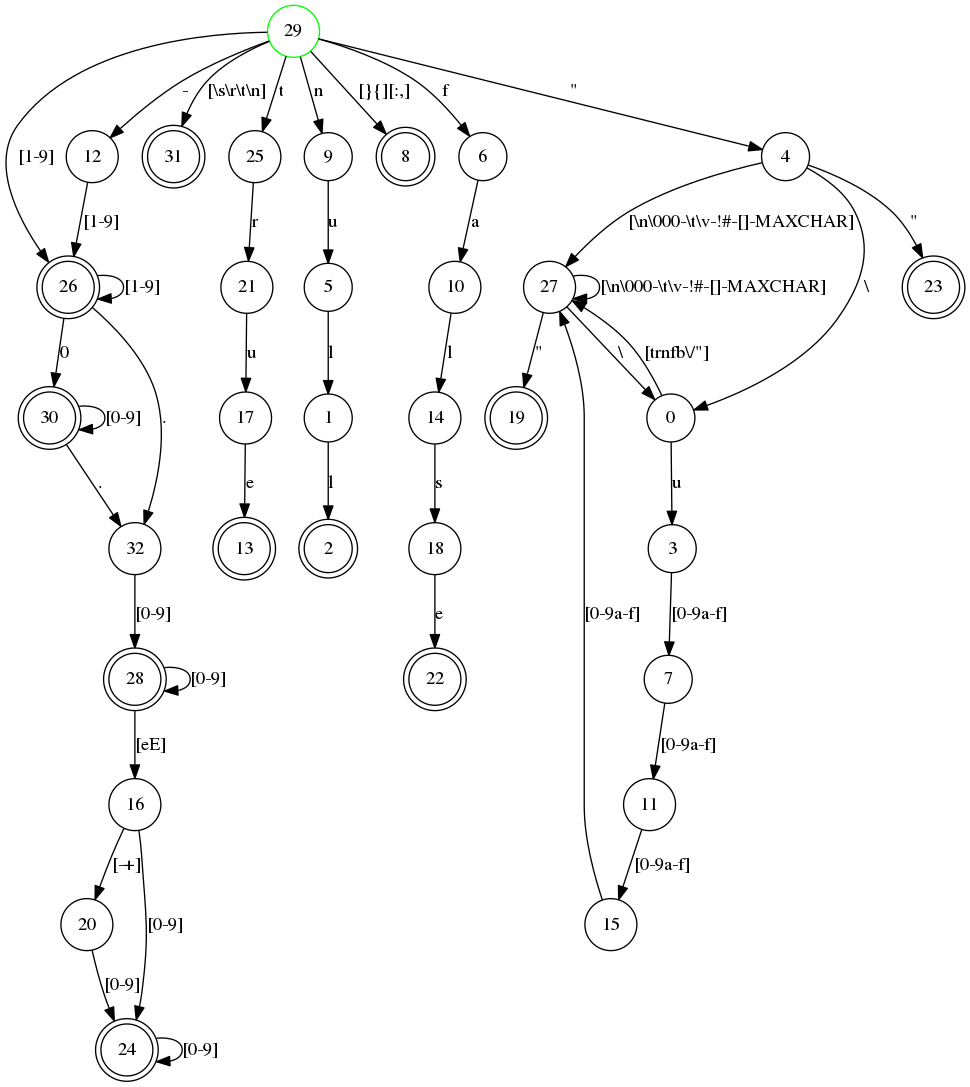 29
- [\s\r\t\n] t n [}{][:,] f "
[1-9] 12 31 25 9 8 6 4
[1-9] r u a [\n\000-\t\v-!#-[]-MAXCHAR] "
26 [1-9] 21 5 10 27 [\n\000-\t\v-!#-[]-MAXCHAR] \ 23
0 u l l " \ [trnfb\/"]
30 [0-9] . 17 1 14 19 0
. e l s u
32 13 2 18 3
[0-9] e [0-9a-f] [0-9a-f]
28 [0-9] 22 7
[eE] [0-9a-f]
16 11
[-+] [0-9a-f]
20 [0-9] 15
[0-9]
24 [0-9]